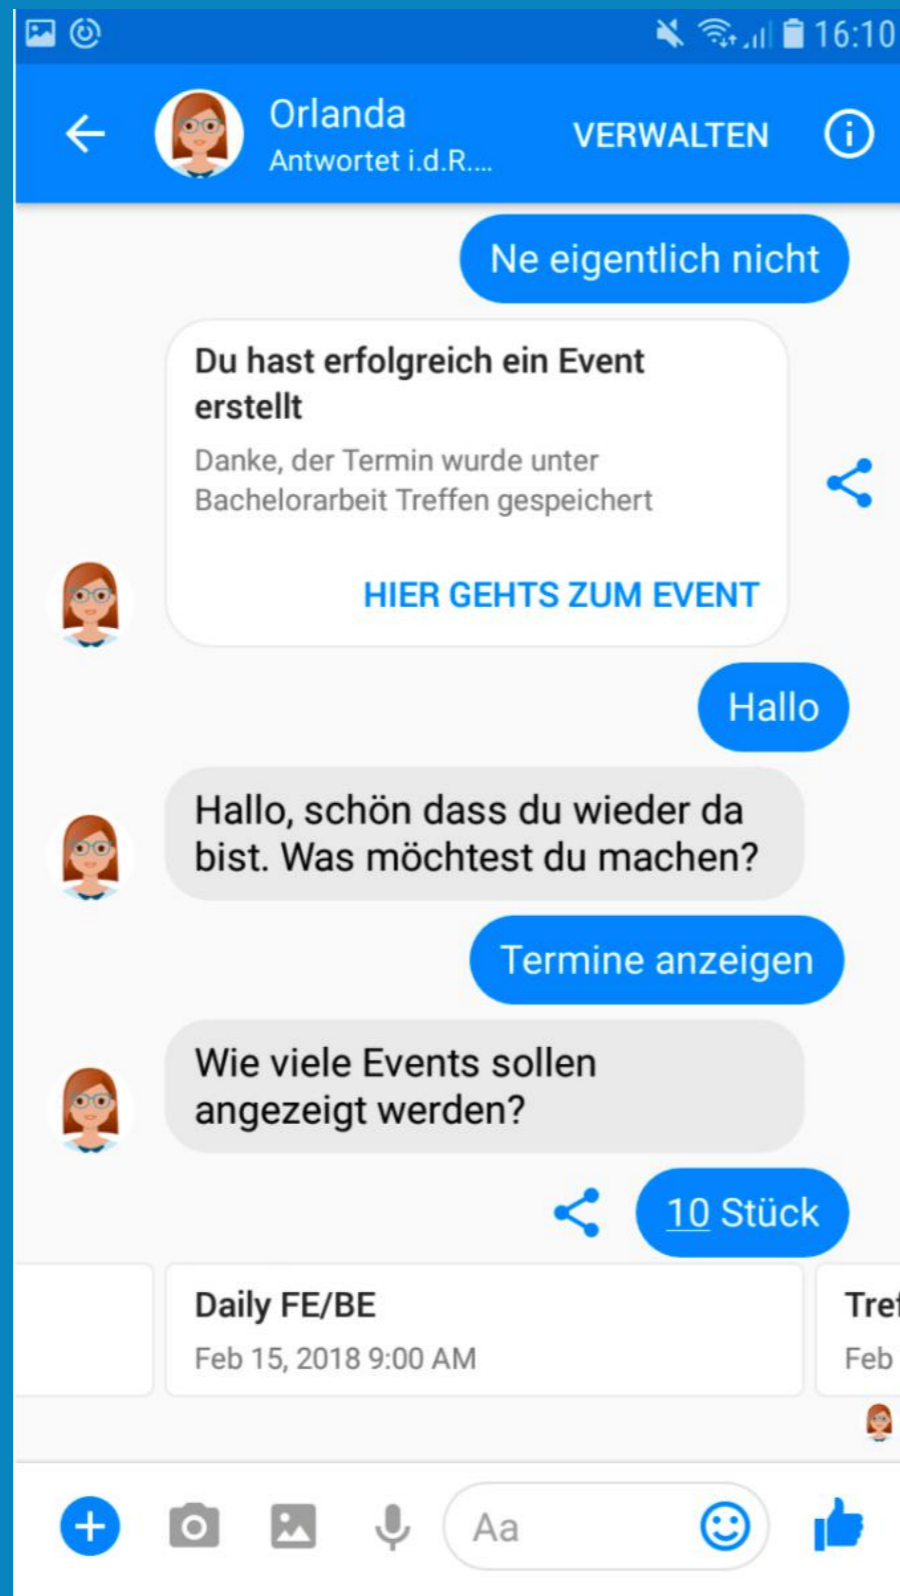 16:10
Orlanda
VERWALTEN
Antwortet i.d.R....
Ne eigentlich nicht
Du hast erfolgreich ein Event
erstellt
Danke, der Termin wurde unter
Bachelorarbeit Treffen gespeichert
HIER GEHTS ZUM EVENT
Hallo
Hallo, schön dass du wieder da
bist. Was möchtest du machen?
Termine anzeigen
Wie viele Events sollen
angezeigt werden?
10 Stück
Daily FE/BE
Feb 15, 2018 9:00 AM
Tref
Feb
Aa